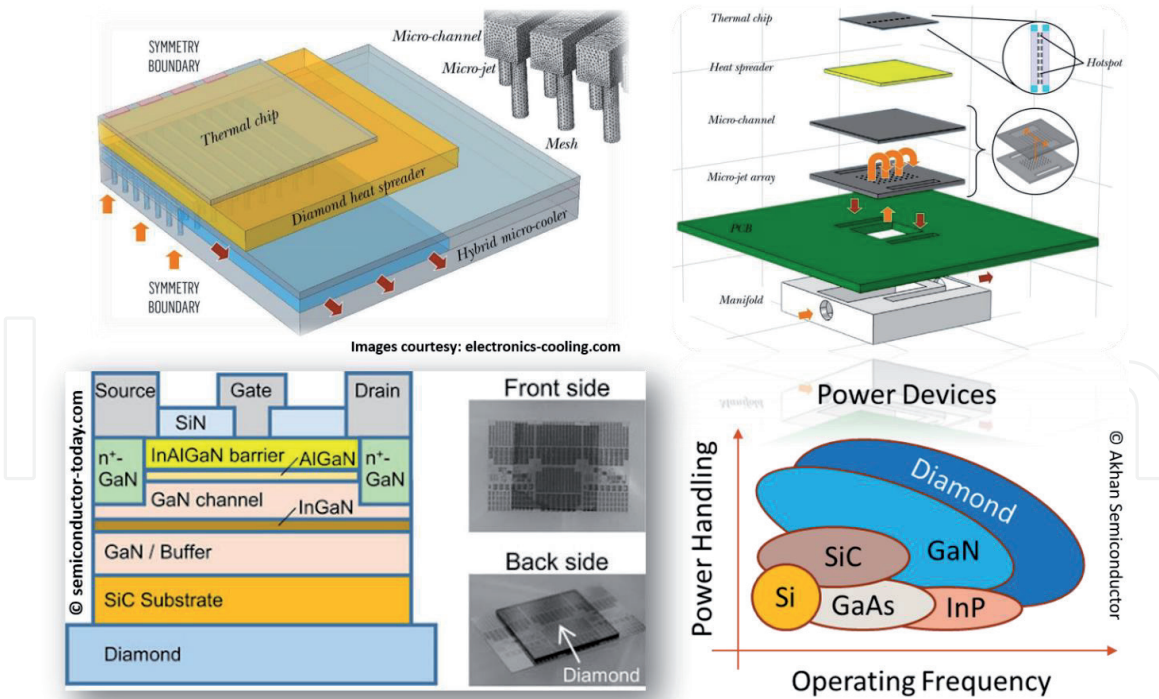 SYMMETRY
BOUNDARY
Thermal chip
Diamond heat spreader
Hybrid micro-cooler
SYMMETRY
BOUNDARY
Micro-channel
Micro-jet
Mesh
Thermal chip
Hotspot
Heat spreader
Micro-channel
Micro-jet array
PCB
Manifold
Images courtesy: electronics-cooling.com
© semiconductor-today.com
Source
Gate
Drain
SiN
n⁺-
GaN
InAlGaN barrier
AlGaN
n⁺-
GaN
GaN channel
InGaN
GaN / Buffer
SiC Substrate
Diamond
Front side
Back side
Diamond
Power Devices
Power Handling
Diamond
GaN
SiC
Si
GaAs
InP
Operating Frequency
© Akhan Semiconductor